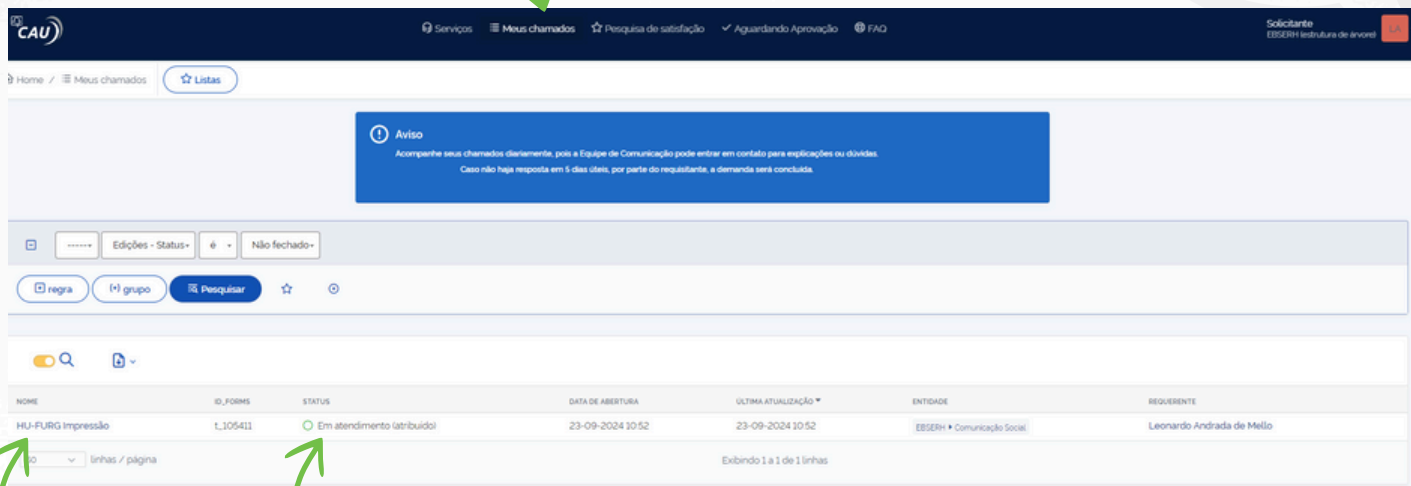 CAU
Serviços Meus chamados Pesquisa de satisfação Aguardando Aprovação FAQ
Solicitante
EBSERH (estrutura de árvore)
LA
Home / Meus chamados Listas
Aviso
Acompanhe seus chamados diariamente, pois a Equipe de Comunicação pode entrar em contato para explicações ou dúvidas.
Caso não haja resposta em 5 dias úteis, por parte do requisitante, a demanda será concluída.
----- Edições - Status é Não fechado
regra grupo Pesquisar
NOME ID_FORMS STATUS DATA DE ABERTURA ÚLTIMA ATUALIZAÇÃO ENTIDADE REQUERENTE
HU-FURG Impressão t_105411 Em atendimento (atribuído) 23-09-2024 10:52 23-09-2024 10:52 EBSERH Comunicação Social Leonardo Andrada de Mello
linhas / página Exibindo 1 a 1 de 1 linhas